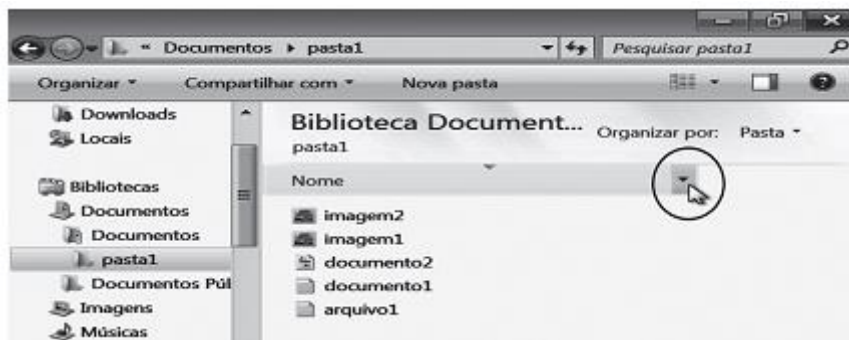 « Documentos ▸ pasta1 Pesquisar pasta1
Organizar Compartilhar com Nova pasta
Downloads
Locais
Bibliotecas
Documentos
Documentos
pasta1
Documentos Púl
Imagens
Músicas
Biblioteca Document... Organizar por: Pasta
pasta1
Nome
imagem2
imagem1
documento2
documento1
arquivo1